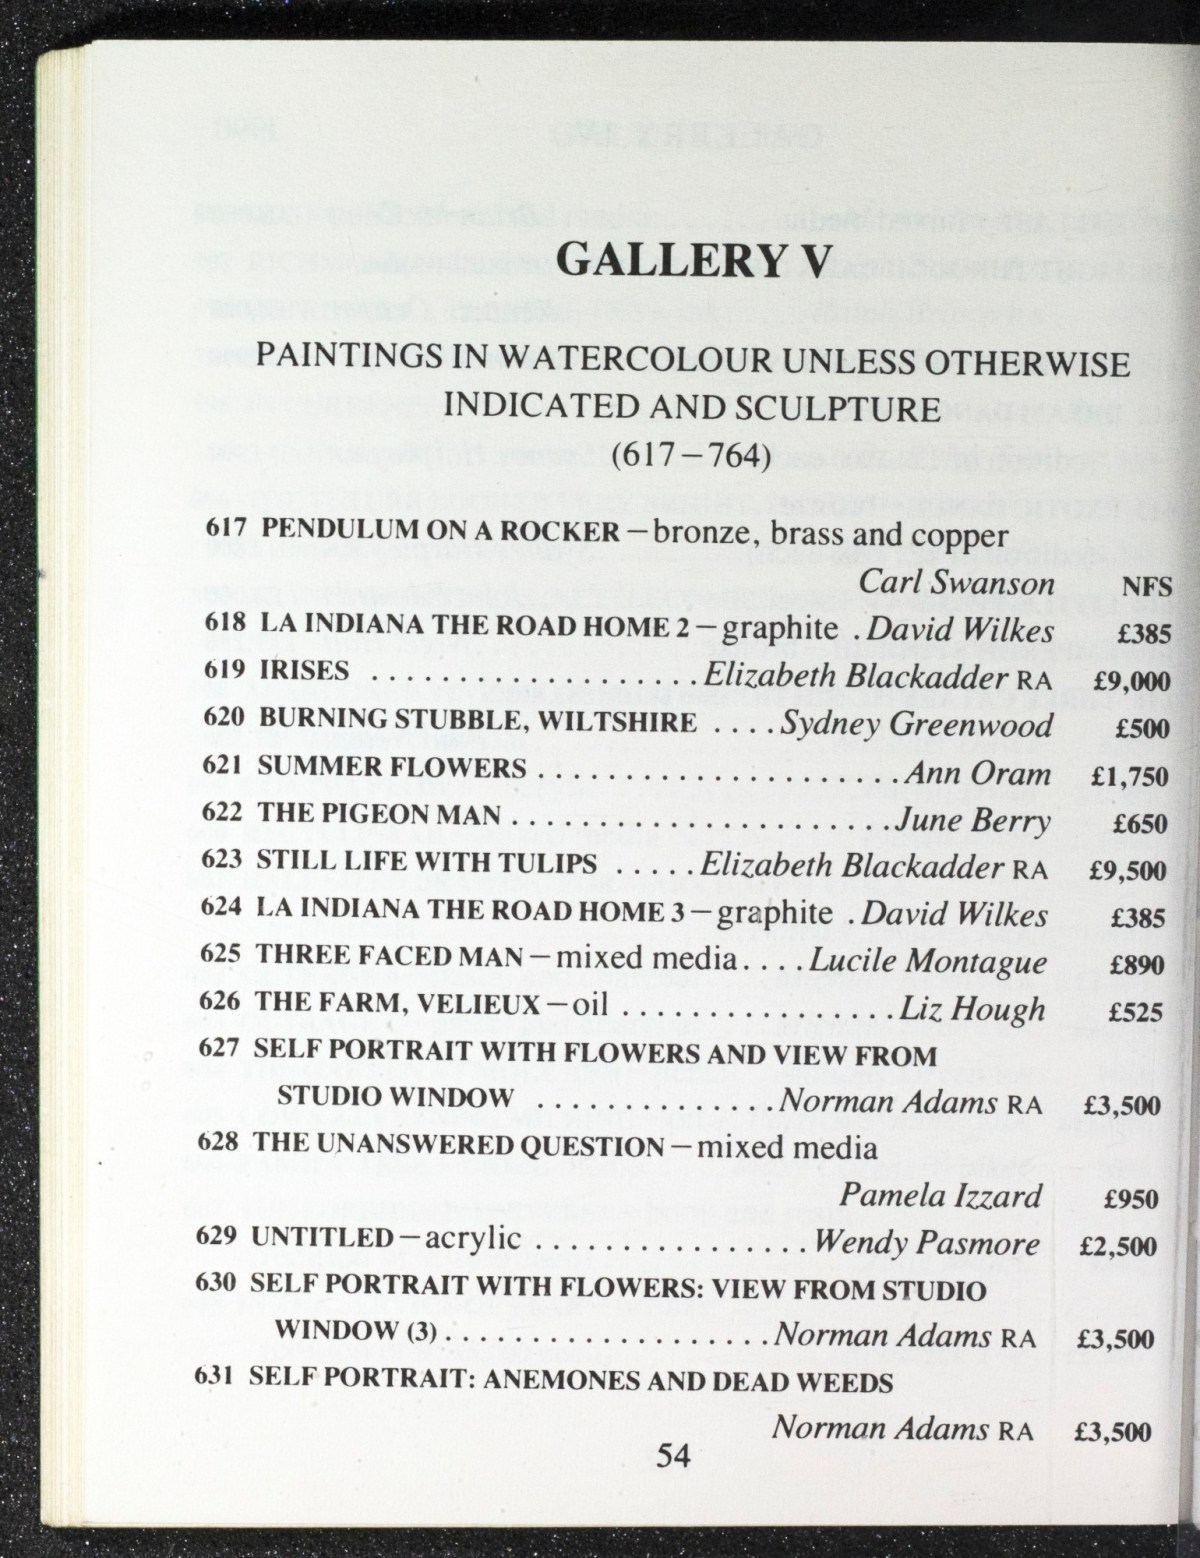 GALLERY V
PAINTINGS IN WATERCOLOUR UNLESS OTHERWISE
INDICATED AND SCULPTURE
(617–764)
617 PENDULUM ON A ROCKER–bronze, brass and copper
Carl Swanson NFS
618 LA INDIANA THE ROAD HOME 2–graphite . David Wilkes £385
619 IRISES ................... Elizabeth Blackadder RA £9,000
620 BURNING STUBBLE, WILTSHIRE .... Sydney Greenwood £500
621 SUMMER FLOWERS ...................... Ann Oram £1,750
622 THE PIGEON MAN ....................... June Berry £650
623 STILL LIFE WITH TULIPS ..... Elizabeth Blackadder RA £9,500
624 LA INDIANA THE ROAD HOME 3–graphite . David Wilkes £385
625 THREE FACED MAN–mixed media .... Lucile Montague £890
626 THE FARM, VELIEUX–oil ................ Liz Hough £525
627 SELF PORTRAIT WITH FLOWERS AND VIEW FROM
STUDIO WINDOW .............. Norman Adams RA £3,500
628 THE UNANSWERED QUESTION–mixed media
Pamela Izzard £950
629 UNTITLED–acrylic ................ Wendy Pasmore £2,500
630 SELF PORTRAIT WITH FLOWERS: VIEW FROM STUDIO
WINDOW (3) ................... Norman Adams RA £3,500
631 SELF PORTRAIT: ANEMONES AND DEAD WEEDS
Norman Adams RA £3,500
54